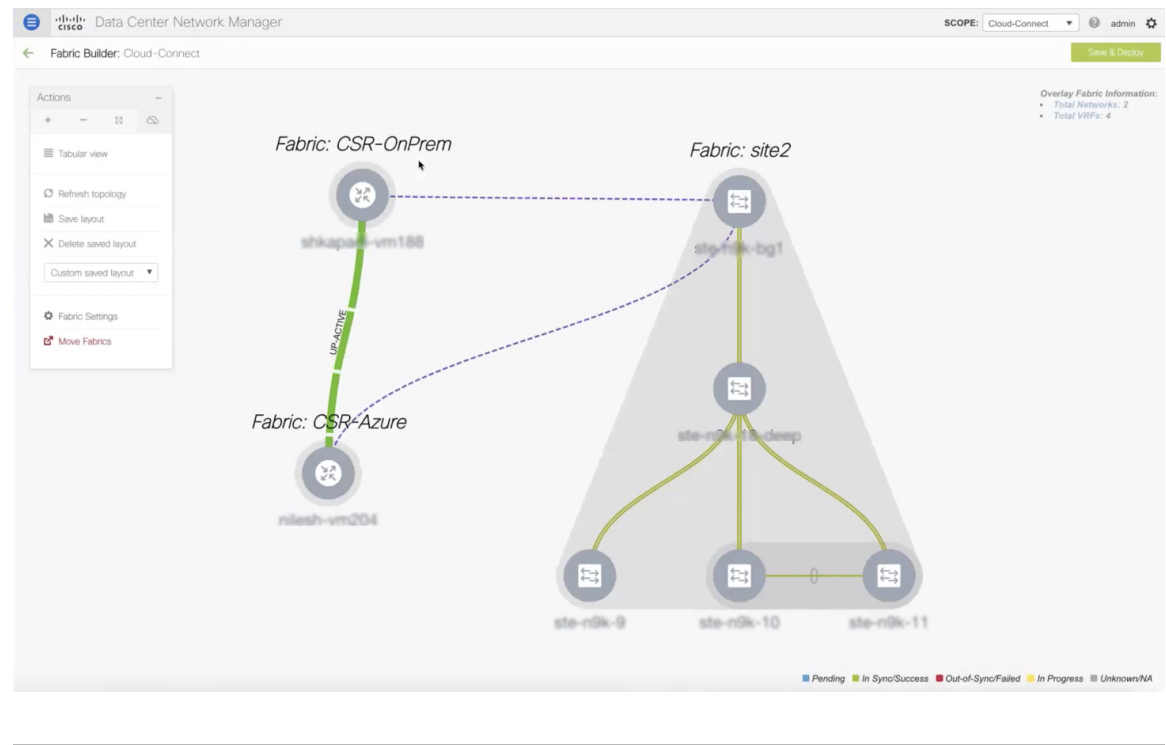 cisco Data Center Network Manager
SCOPE: Cloud-Connect admin
Fabric Builder: Cloud-Connect
Save & Deploy
Actions
Tabular view
Refresh topology
Save layout
Delete saved layout
Custom saved layout
Fabric Settings
Move Fabrics
Overlay Fabric Information:
Total Networks: 2
Total VRFs: 4
Fabric: CSR-OnPrem
Fabric: site2
UP-ACTIVE
Fabric: CSR-Azure
nilesh-vm204
ste-n9k-9
ste-n9k-10
ste-n9k-11
Pending In Sync/Success Out-of-Sync/Failed In Progress Unknown/NA